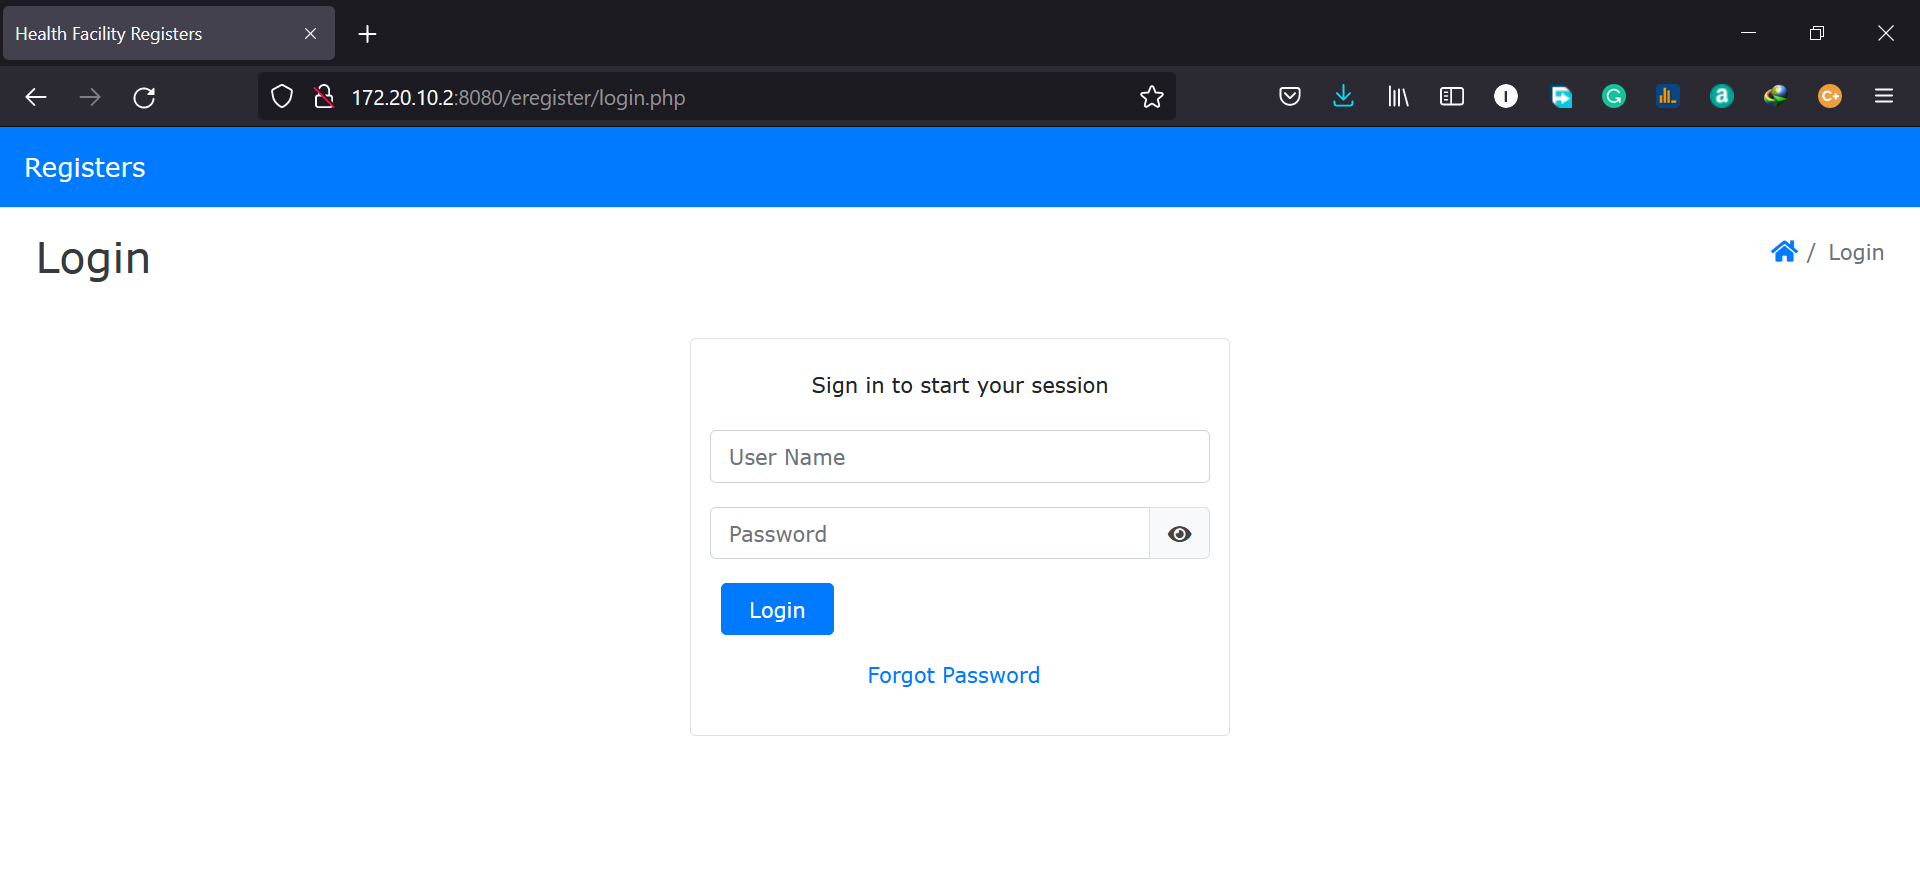 Health Facility Registers
172.20.10.2:8080/eregister/login.php
Registers
Login
/ Login
Sign in to start your session
User Name
Password
Login
Forgot Password